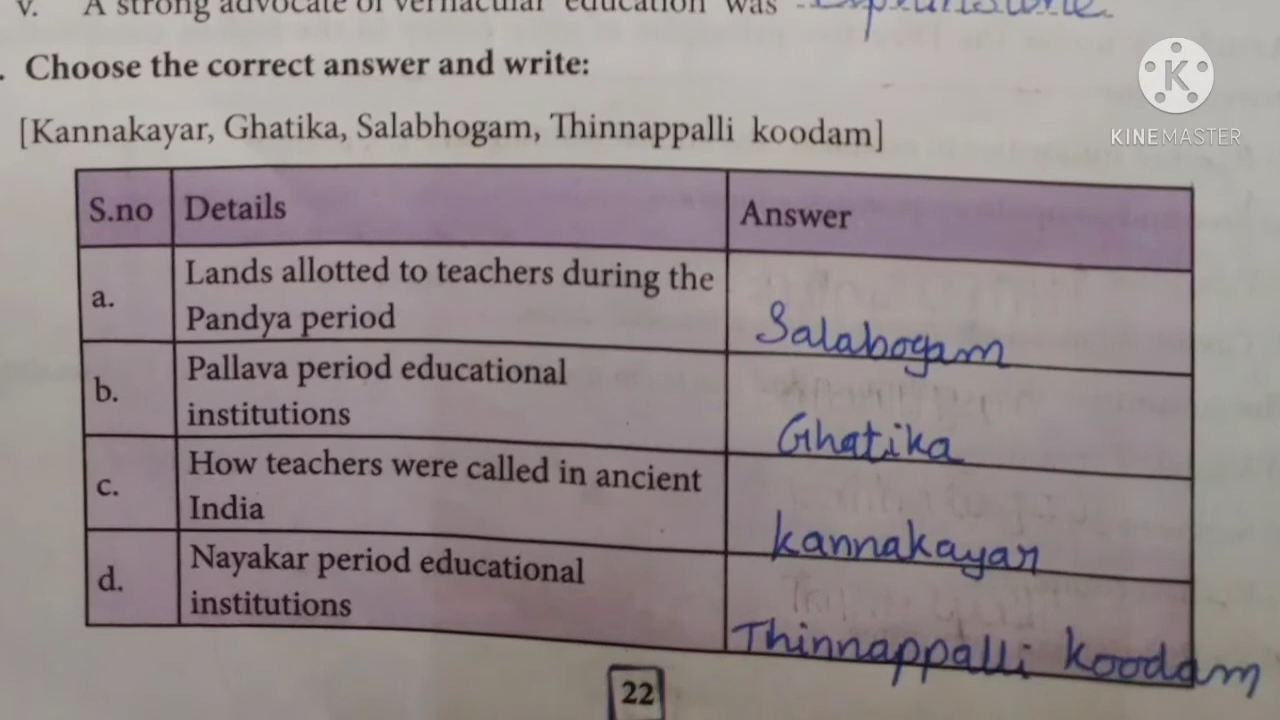 v. A strong advocate of vernacular education was
. Choose the correct answer and write:
KINEMASTER
[Kannakayar, Ghatika, Salabhogam, Thinnappalli koodam]
S.no Details Answer
a. Lands allotted to teachers during the
Pandya period
Salabogam
b. Pallava period educational
institutions
Ghatika
c. How teachers were called in ancient
India
kannakayar
d. Nayakar period educational
institutions
Thinnappalli koodam
22